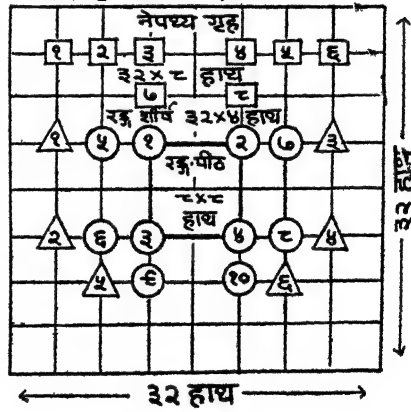 नेपथ्य गृह
१ २ ३ ४ ५ ६
३२ × ८ हाथ
७ ८
रङ्ग शीर्ष ३२×४ हाथ
१ ५ १ २ ७ ३
रङ्ग-पीठ
८×८
हाथ
२ ६ ३ ४ ८ ४
५ ९ १० ६
३२ हाथ
३२ हाथ